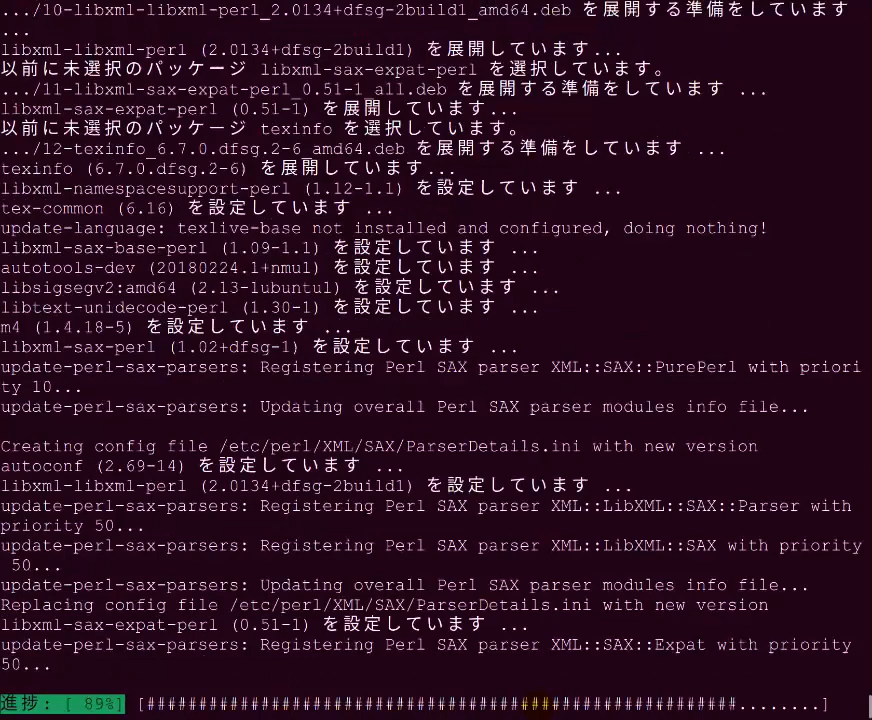 .../10-libxml-libxml-perl_2.0134+dfsg-2build1_amd64.deb を展開する準備をしています
...
libxml-libxml-perl (2.0134+dfsg-2build1) を展開しています...
以前に未選択のパッケージ libxml-sax-expat-perl を選択しています。
.../11-libxml-sax-expat-perl_0.51-1_all.deb を展開する準備をしています ...
libxml-sax-expat-perl (0.51-1) を展開しています...
以前に未選択のパッケージ texinfo を選択しています。
.../12-texinfo_6.7.0.dfsg.2-6_amd64.deb を展開する準備をしています ...
texinfo (6.7.0.dfsg.2-6) を展開しています...
libxml-namespacesupport-perl (1.12-1.1) を設定しています ...
tex-common (6.16) を設定しています ...
update-language: texlive-base not installed and configured, doing nothing!
libxml-sax-base-perl (1.09-1.1) を設定しています ...
autotools-dev (20180224.1+nmu1) を設定しています ...
libsigsegv2:amd64 (2.13-1ubuntu1) を設定しています ...
libtext-unidecode-perl (1.30-1) を設定しています ...
m4 (1.4.18-5) を設定しています ...
libxml-sax-perl (1.02+dfsg-1) を設定しています ...
update-perl-sax-parsers: Registering Perl SAX parser XML::SAX::PurePerl with priori
ty 10...
update-perl-sax-parsers: Updating overall Perl SAX parser modules info file...
Creating config file /etc/perl/XML/SAX/ParserDetails.ini with new version
autoconf (2.69-14) を設定しています ...
libxml-libxml-perl (2.0134+dfsg-2build1) を設定しています ...
update-perl-sax-parsers: Registering Perl SAX parser XML::LibXML::SAX::Parser with
priority 50...
update-perl-sax-parsers: Registering Perl SAX parser XML::LibXML::SAX with priority
50...
update-perl-sax-parsers: Updating overall Perl SAX parser modules info file...
Replacing config file /etc/perl/XML/SAX/ParserDetails.ini with new version
libxml-sax-expat-perl (0.51-1) を設定しています ...
update-perl-sax-parsers: Registering Perl SAX parser XML::SAX::Expat with priority
50...
進捗: [ 89%] [#########################################################........]